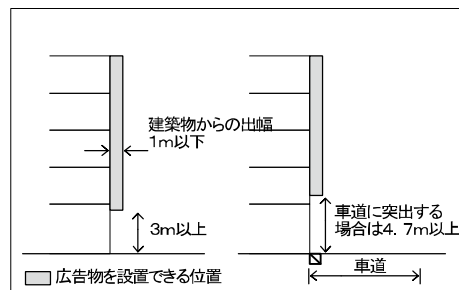 建築物からの出幅
1m以下
3m以上
車道に突出する
場合は4．7m以上
車道
広告物を設置できる位置